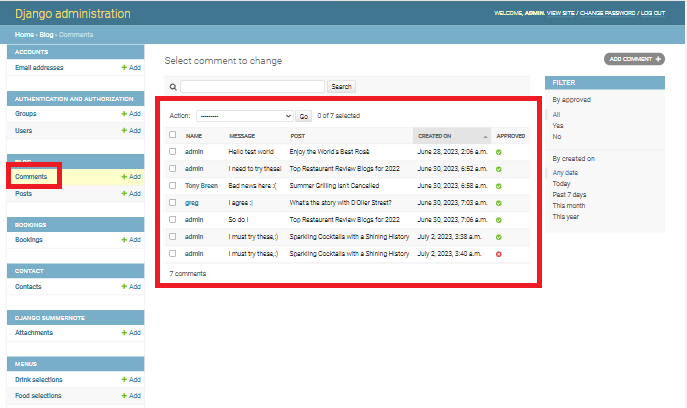 Django administration
WELCOME, ADMIN. VIEW SITE / CHANGE PASSWORD / LOG OUT
Home › Blog › Comments
ACCOUNTS
Email addresses + Add
AUTHENTICATION AND AUTHORIZATION
Groups + Add
Users + Add
BLOG
Comments + Add
Posts + Add
BOOKINGS
Bookings + Add
CONTACT
Contacts + Add
DJANGO SUMMERNOTE
Attachments + Add
MENUS
Drink selections + Add
Food selections + Add
Select comment to change
ADD COMMENT +
Search
Action: --------- Go 0 of 7 selected
NAME MESSAGE POST CREATED ON APPROVED
admin Hello test world Enjoy the World's Best Rosé June 28, 2023, 2:06 a.m.
admin I need to try these! Top Restaurant Review Blogs for 2022 June 30, 2023, 6:52 a.m.
Tony Breen Bad news here :( Summer Grilling Isn't Cancelled June 30, 2023, 6:58 a.m.
greg I agree :) What's the story with D'Olier Street? June 30, 2023, 7:03 a.m.
admin So do I Top Restaurant Review Blogs for 2022 June 30, 2023, 7:06 a.m.
admin I must try these,:) Sparkling Cocktails with a Shining History July 2, 2023, 3:38 a.m.
admin I must try these,:) Sparkling Cocktails with a Shining History July 2, 2023, 3:40 a.m.
7 comments
FILTER
By approved
All
Yes
No
By created on
Any date
Today
Past 7 days
This month
This year